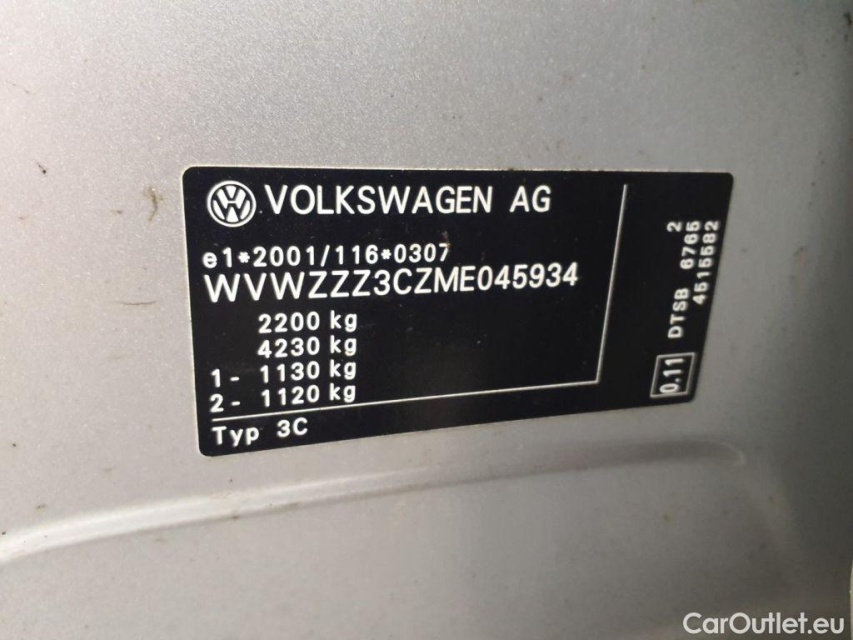 VOLKSWAGEN AG
e1*2001/116*0307
WVWZZZ3CZME045934
2200 kg
4230 kg
1- 1130 kg
2- 1120 kg
Typ 3C
2
DTSB 6765
4515582
0.11
CarOutlet.eu